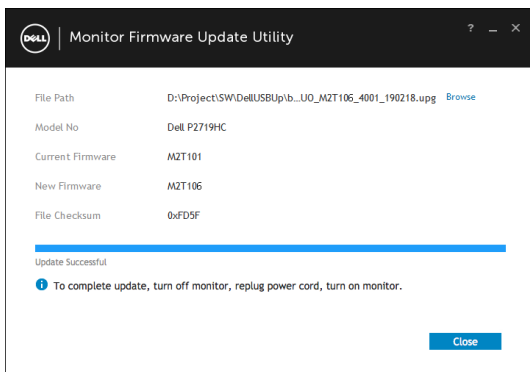 DELL Monitor Firmware Update Utility ? _ ✕
File Path D:\Project\SW\DellUSBUp\b...UO_M2T106_4001_190218.upg Browse
Model No Dell P2719HC
Current Firmware M2T101
New Firmware M2T106
File Checksum 0xFD5F
Update Successful
To complete update, turn off monitor, replug power cord, turn on monitor.
Close